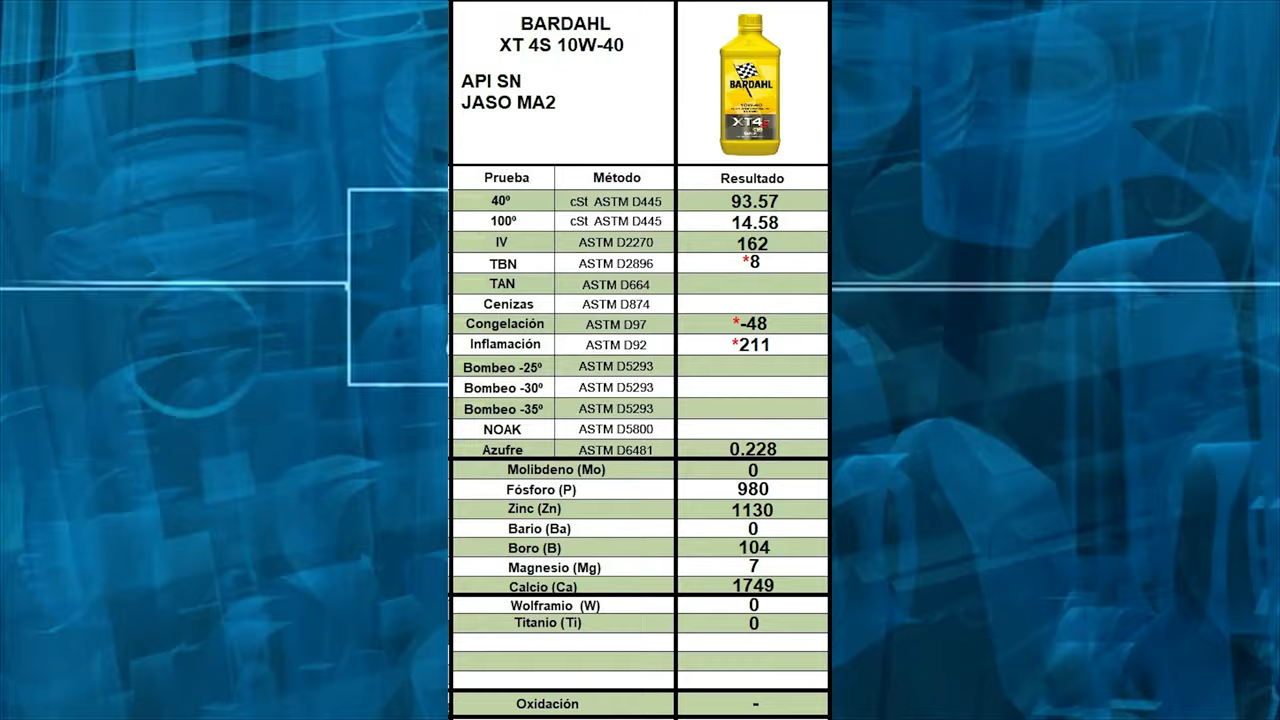 BARDAHL
XT 4S 10W-40
API SN
JASO MA2
BARDAHL
10W-40
XT4S
Prueba Método Resultado
40º cSt ASTM D445 93.57
100º cSt ASTM D445 14.58
IV ASTM D2270 162
TBN ASTM D2896 *8
TAN ASTM D664
Cenizas ASTM D874
Congelación ASTM D97 *-48
Inflamación ASTM D92 *211
Bombeo -25º ASTM D5293
Bombeo -30º ASTM D5293
Bombeo -35º ASTM D5293
NOAK ASTM D5800
Azufre ASTM D6481 0.228
Molibdeno (Mo) 0
Fósforo (P) 980
Zinc (Zn) 1130
Bario (Ba) 0
Boro (B) 104
Magnesio (Mg) 7
Calcio (Ca) 1749
Wolframio (W) 0
Titanio (Ti) 0
Oxidación -